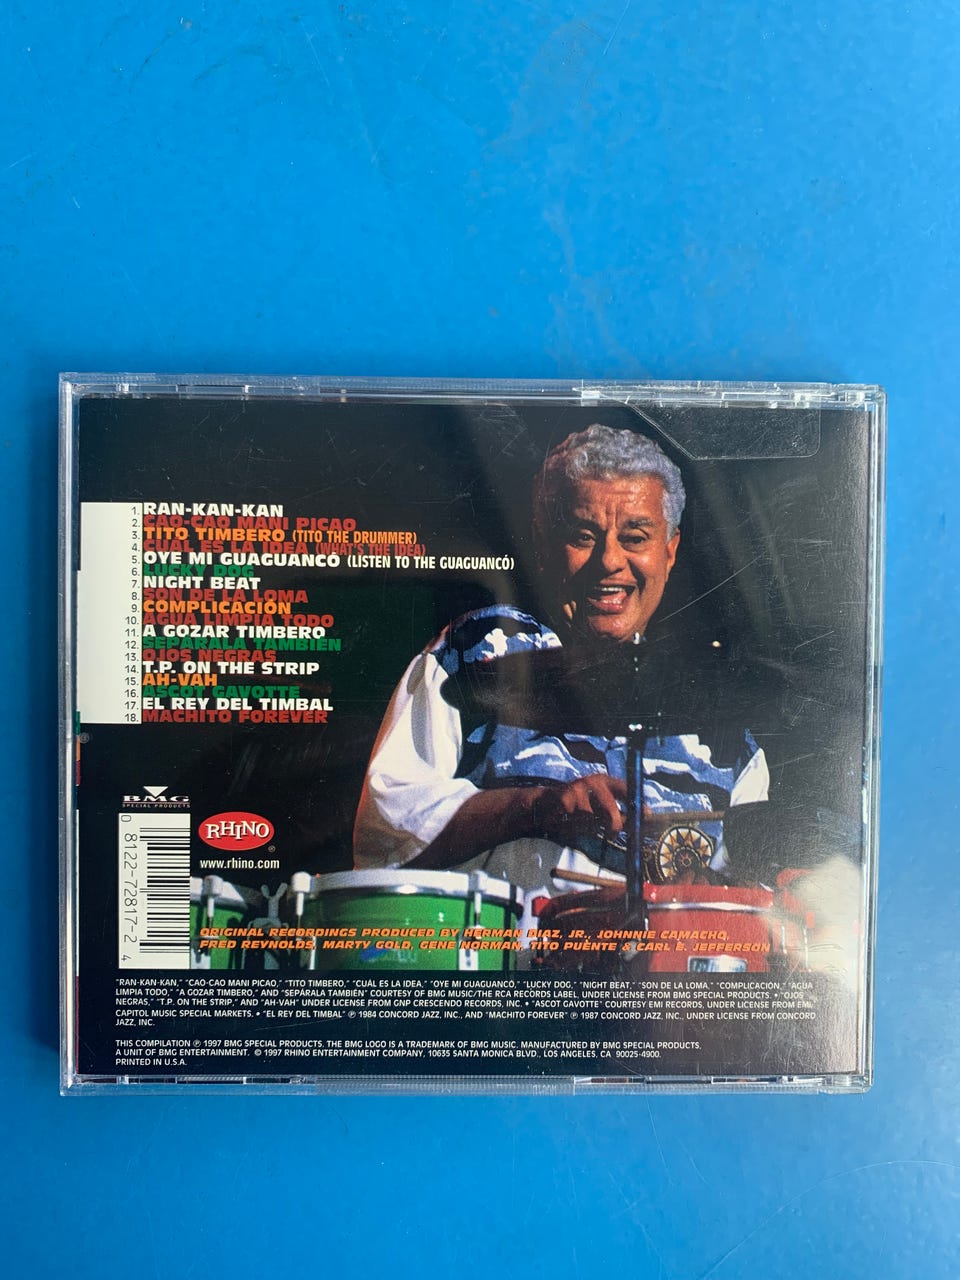 1. RAN-KAN-KAN
2. CAO-CAO MANI PICAO
3. TITO TIMBERO (TITO THE DRUMMER)
4. CUÁL ES LA IDEA (WHAT'S THE IDEA)
5. OYE MI GUAGUANCÓ (LISTEN TO THE GUAGUANCÓ)
6. LUCKY DOG
7. NIGHT BEAT
8. SON DE LA LOMA
9. COMPLICACIÓN
10. AGUA LIMPIA TODO
11. A GOZAR TIMBERO
12. SEPÁRALA TAMBIÉN
13. OJOS NEGRAS
14. T.P. ON THE STRIP
15. AH-VAH
16. ASCOT GAVOTTE
17. EL REY DEL TIMBAL
18. MACHITO FOREVER
BMG
SPECIAL PRODUCTS
RHINO
®
www.rhino.com
0 8122-72817-2 4
ORIGINAL RECORDINGS PRODUCED BY HERMAN DIAZ, JR., JOHNNIE CAMACHO,
FRED REYNOLDS, MARTY GOLD, GENE NORMAN, TITO PUENTE & CARL E. JEFFERSON
"RAN-KAN-KAN," "CAO-CAO MANI PICAO," "TITO TIMBERO," "CUÁL ES LA IDEA," "OYE MI GUAGUANCÓ," "LUCKY DOG," "NIGHT BEAT," "SON DE LA LOMA," "COMPLICACIÓN," "AGUA
LIMPIA TODO," "A GOZAR TIMBERO," AND "SEPÁRALA TAMBIÉN" COURTESY OF BMG MUSIC/THE RCA RECORDS LABEL, UNDER LICENSE FROM BMG SPECIAL PRODUCTS. • "OJOS
NEGRAS," "T.P. ON THE STRIP," AND "AH-VAH" UNDER LICENSE FROM GNP CRESCENDO RECORDS, INC. • "ASCOT GAVOTTE" COURTESY EMI RECORDS, UNDER LICENSE FROM EMI-
CAPITOL MUSIC SPECIAL MARKETS. • "EL REY DEL TIMBAL" ℗ 1984 CONCORD JAZZ, INC., AND "MACHITO FOREVER" ℗ 1987 CONCORD JAZZ, INC., UNDER LICENSE FROM CONCORD
JAZZ, INC.
THIS COMPILATION ℗ 1997 BMG SPECIAL PRODUCTS. THE BMG LOGO IS A TRADEMARK OF BMG MUSIC. MANUFACTURED BY BMG SPECIAL PRODUCTS,
A UNIT OF BMG ENTERTAINMENT. © 1997 RHINO ENTERTAINMENT COMPANY, 10635 SANTA MONICA BLVD., LOS ANGELES, CA 90025-4900.
PRINTED IN U.S.A.